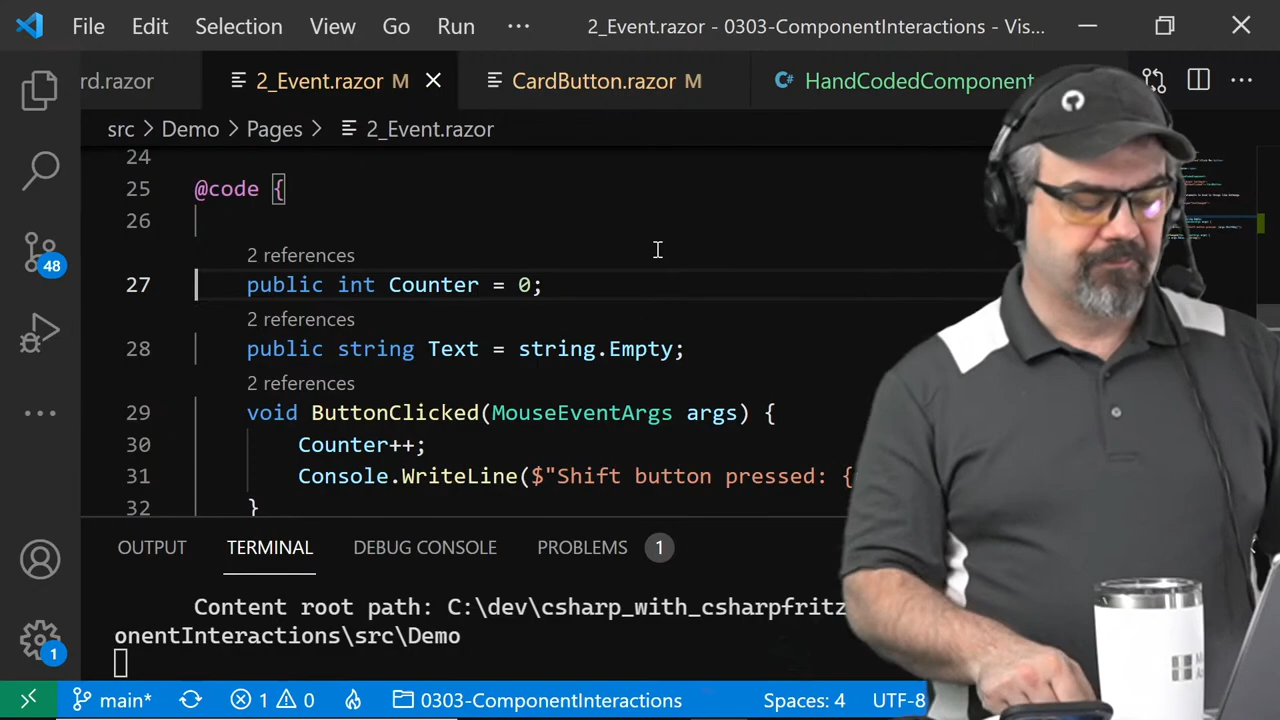 File Edit Selection View Go Run ··· 2_Event.razor - 0303-ComponentInteractions - Vis...
rd.razor 2_Event.razor M CardButton.razor M HandCodedComponent
src > Demo > Pages > 2_Event.razor
24
25 @code {
26
2 references
27 public int Counter = 0;
2 references
28 public string Text = string.Empty;
2 references
29 void ButtonClicked(MouseEventArgs args) {
30 Counter++;
31 Console.WriteLine($"Shift button pressed: {
32 }
48
OUTPUT TERMINAL DEBUG CONSOLE PROBLEMS 1
Content root path: C:\dev\csharp_with_csharpfritz
onentInteractions\src\Demo
1
main* 1 0 0303-ComponentInteractions Spaces: 4 UTF-8